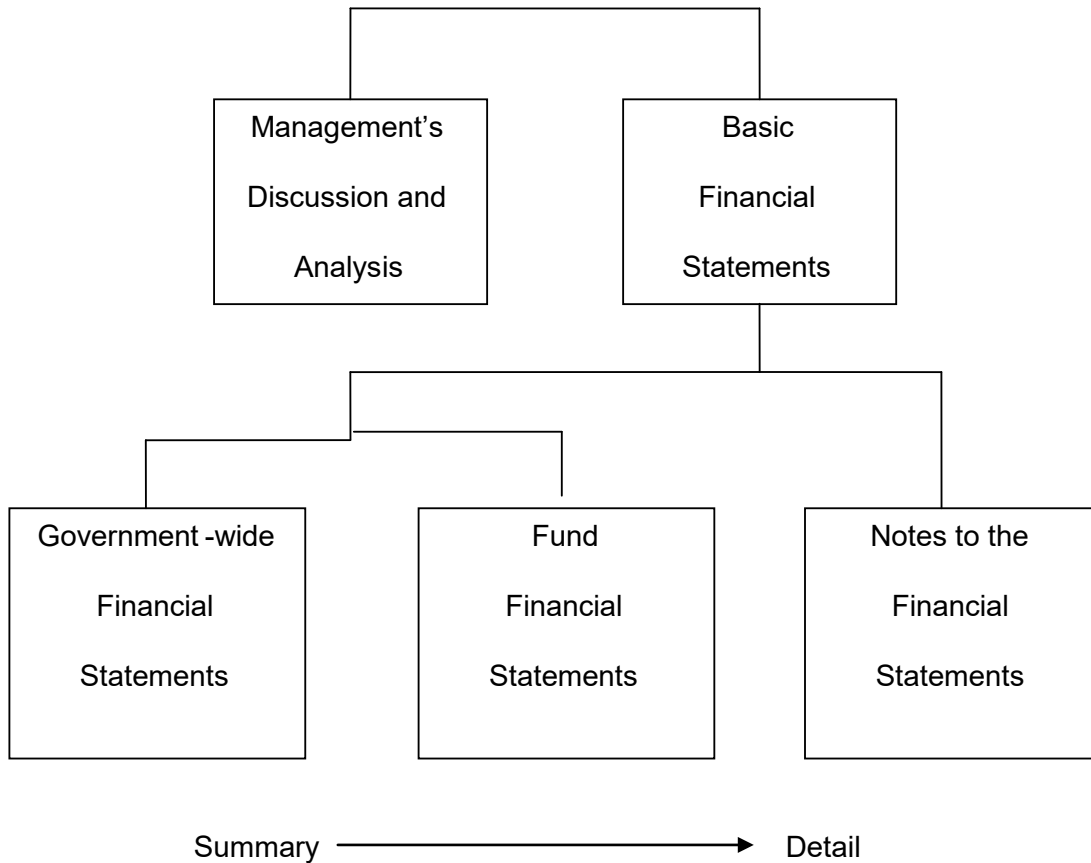 Management’s
Discussion and
Analysis
Basic
Financial
Statements
Government -wide
Financial
Statements
Fund
Financial
Statements
Notes to the
Financial
Statements
Summary
Detail